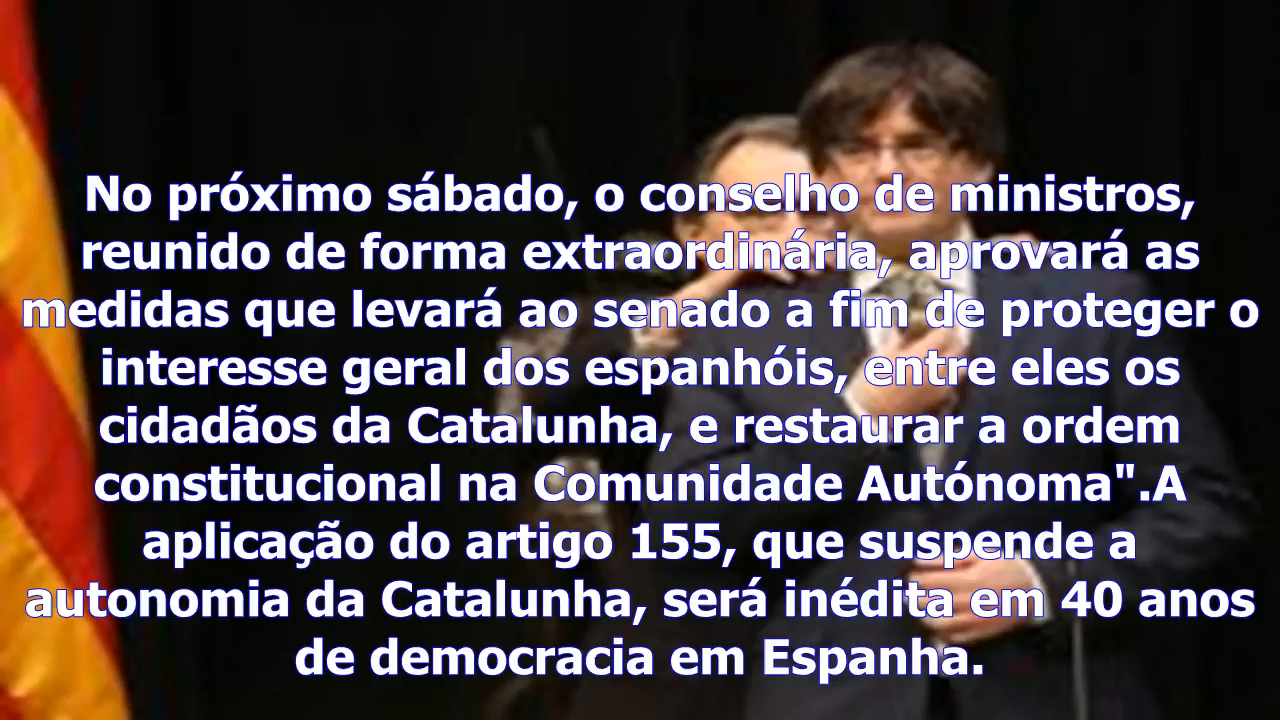 No próximo sábado, o conselho de ministros,
reunido de forma extraordinária, aprovará as
medidas que levará ao senado a fim de proteger o
interesse geral dos espanhóis, entre eles os
cidadãos da Catalunha, e restaurar a ordem
constitucional na Comunidade Autónoma".A
aplicação do artigo 155, que suspende a
autonomia da Catalunha, será inédita em 40 anos
de democracia em Espanha.